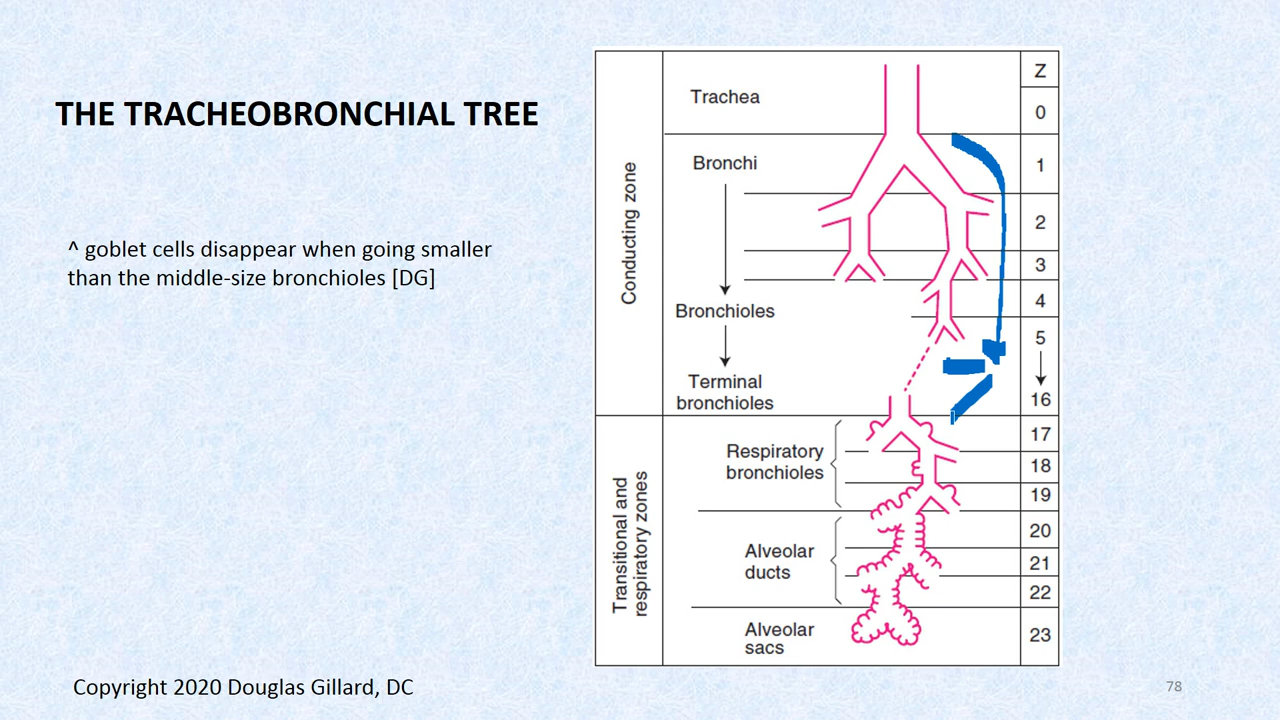 THE TRACHEOBRONCHIAL TREE
^ goblet cells disappear when going smaller
than the middle-size bronchioles [DG]
Conducting zone
Transitional and
respiratory zones
Trachea
Bronchi
Bronchioles
Terminal
bronchioles
Respiratory
bronchioles
Alveolar
ducts
Alveolar
sacs
Z
0
1
2
3
4
5
16
17
18
19
20
21
22
23
Copyright 2020 Douglas Gillard, DC
78